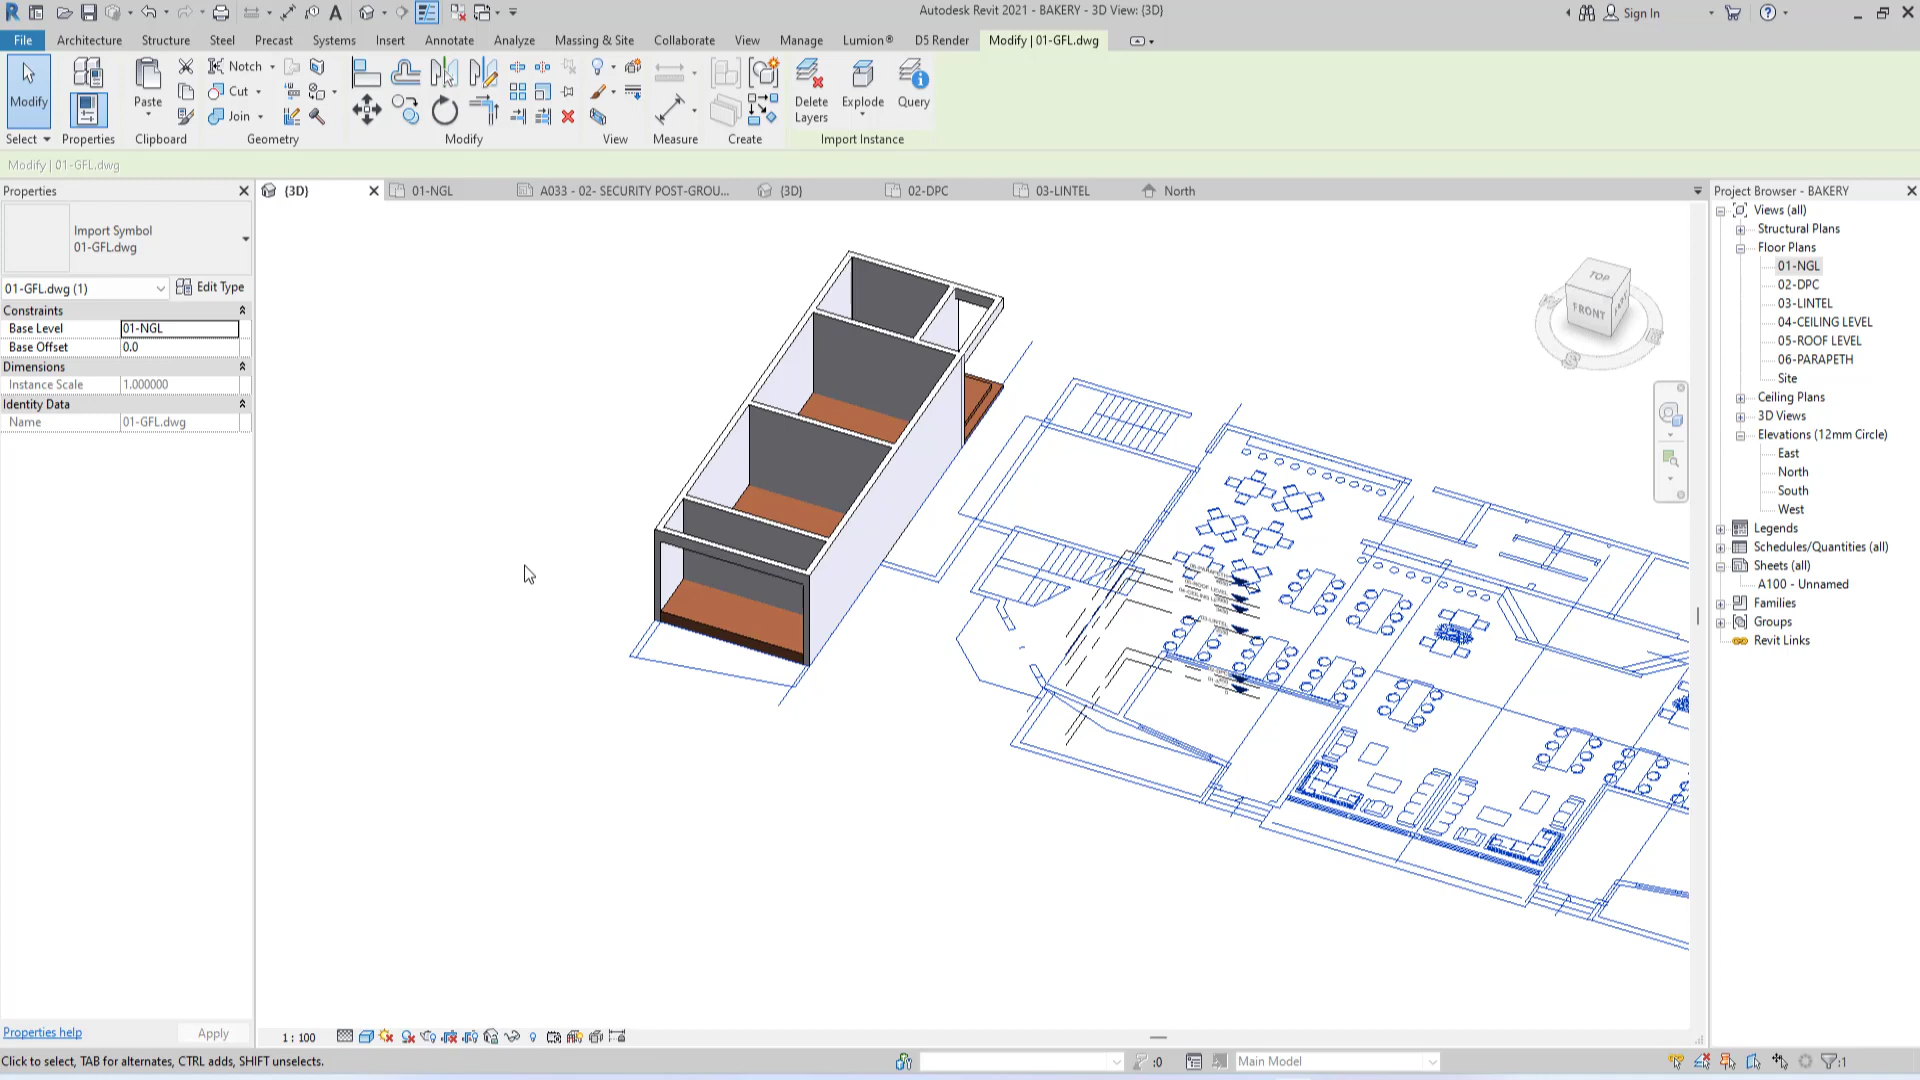 Autodesk Revit 2021 - BAKERY - 3D View: {3D}
Sign In
File Architecture Structure Steel Precast Systems Insert Annotate Analyze Massing & Site Collaborate View Manage Lumion® D5 Render Modify | 01-GFL.dwg
Modify
Paste
Notch
Cut
Join
Delete Layers
Explode
Query
Select Properties Clipboard Geometry Modify View Measure Create Import Instance
Modify | 01-GFL.dwg
Properties
Import Symbol
01-GFL.dwg
01-GFL.dwg (1)
Edit Type
Constraints
Base Level 01-NGL
Base Offset 0.0
Dimensions
Instance Scale 1.000000
Identity Data
Name 01-GFL.dwg
Properties help
Apply
{3D} 01-NGL A033 - 02- SECURITY POST-GROU... {3D} 02-DPC 03-LINTEL North
TOP
FRONT
1 : 100
Project Browser - BAKERY
Views (all)
Structural Plans
Floor Plans
01-NGL
02-DPC
03-LINTEL
04-CEILING LEVEL
05-ROOF LEVEL
06-PARAPETH
Site
Ceiling Plans
3D Views
Elevations (12mm Circle)
East
North
South
West
Legends
Schedules/Quantities (all)
Sheets (all)
A100 - Unnamed
Families
Groups
Revit Links
Click to select, TAB for alternates, CTRL adds, SHIFT unselects.
:0
Main Model
:1